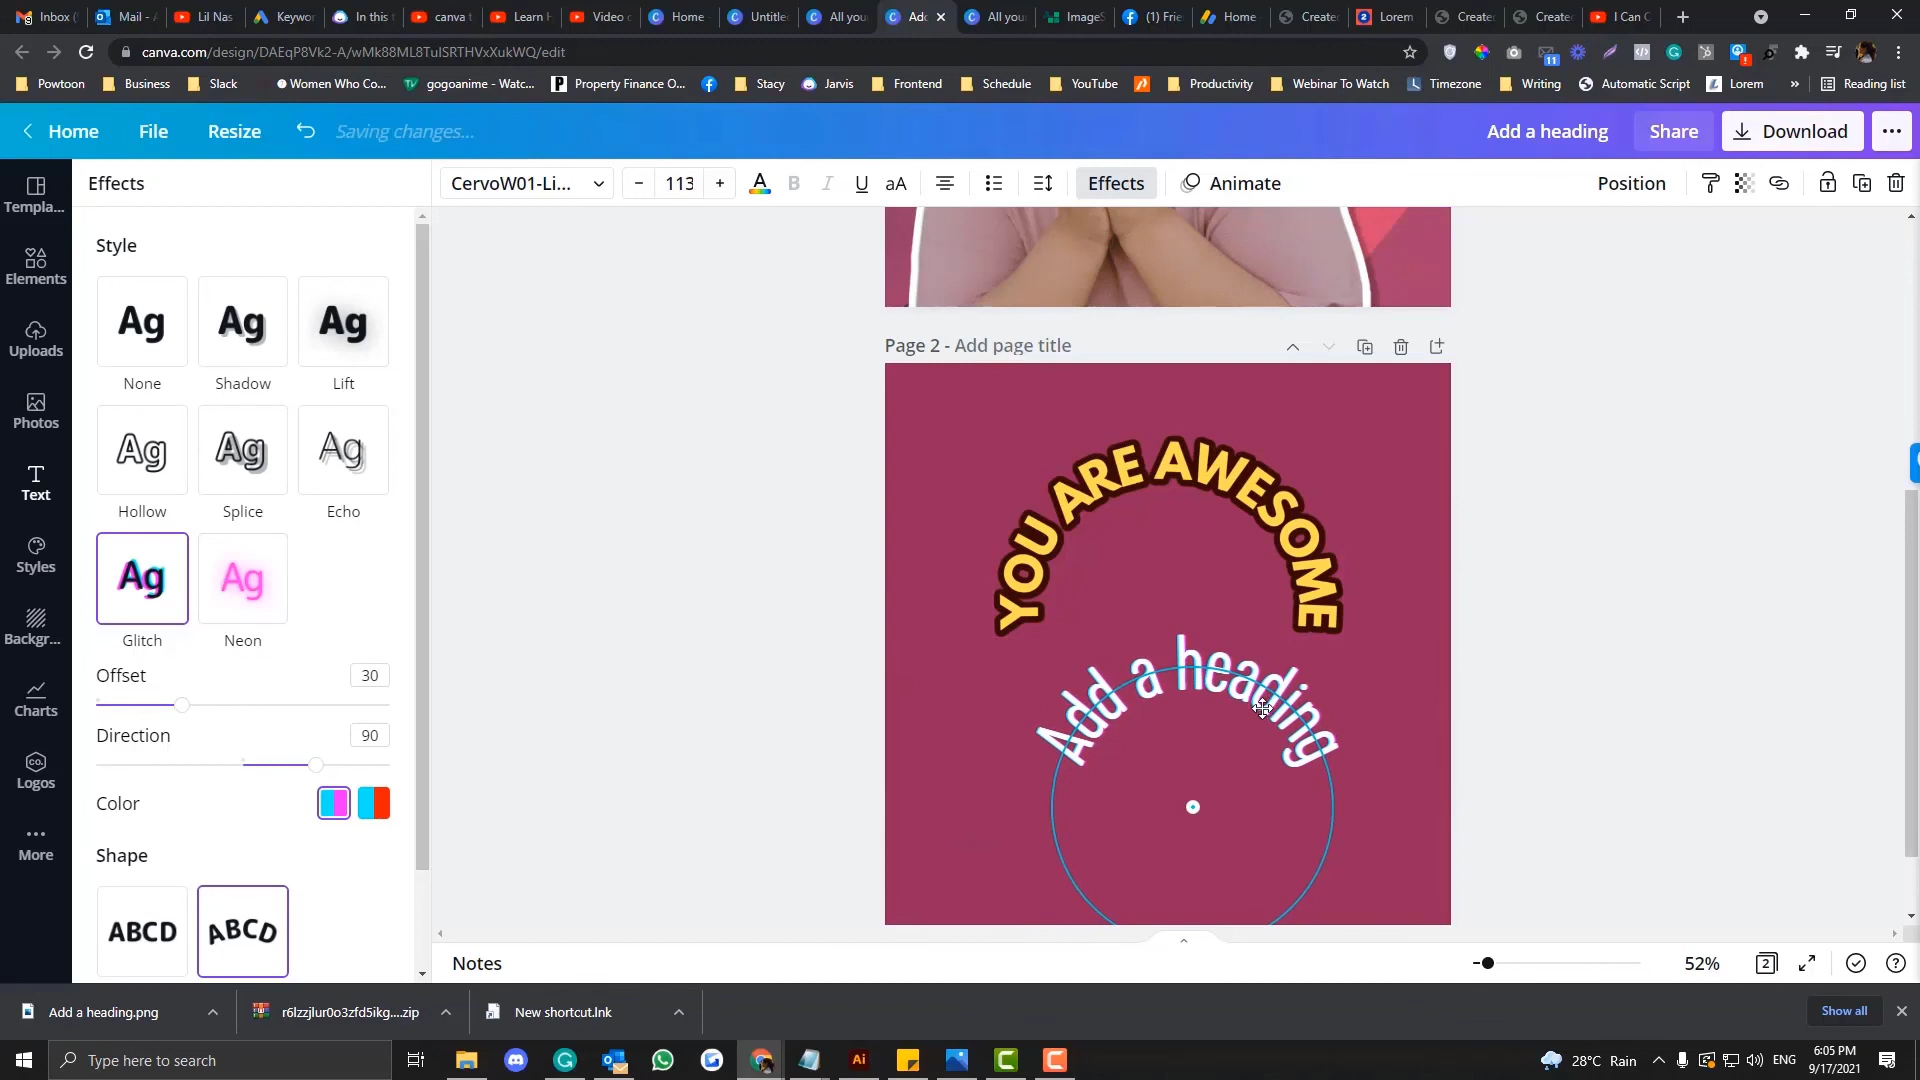 Inbox (
Mail -
Lil Nas
Keywor
In this t
canva t
Learn H
Video c
Home
Untitle
All you
Adc
All your
ImageS
(1) Frie
Home
Create
Lorem
Create
Create
I Can C
canva.com/design/DAEqP8Vk2-A/wMk88ML8TuISRTHVxXukWQ/edit
11
Powtoon
Business
Slack
Women Who Co...
gogoanime - Watc...
Property Finance O...
Stacy
Jarvis
Frontend
Schedule
YouTube
Productivity
Webinar To Watch
Timezone
Writing
Automatic Script
Lorem
»
Reading list
Home
File
Resize
Saving changes...
Add a heading
Share
Download
Effects
CervoW01-Li...
113
B
I
U
aA
Effects
Animate
Position
Templa...
Elements
Uploads
Photos
Text
Styles
Backgr...
Charts
Logos
More
Style
Ag
Ag
Ag
None
Shadow
Lift
Ag
Ag
Ag
Hollow
Splice
Echo
Ag
Ag
Glitch
Neon
Offset
30
Direction
90
Color
Shape
ABCD
ABCD
Page 2 - Add page title
YOU ARE AWESOME
Add a heading
Notes
52%
2
Add a heading.png
r6lzzjlur0o3zfd5ikg....zip
New shortcut.lnk
Show all
Type here to search
Ai
28°C Rain
ENG
6:05 PM
9/17/2021